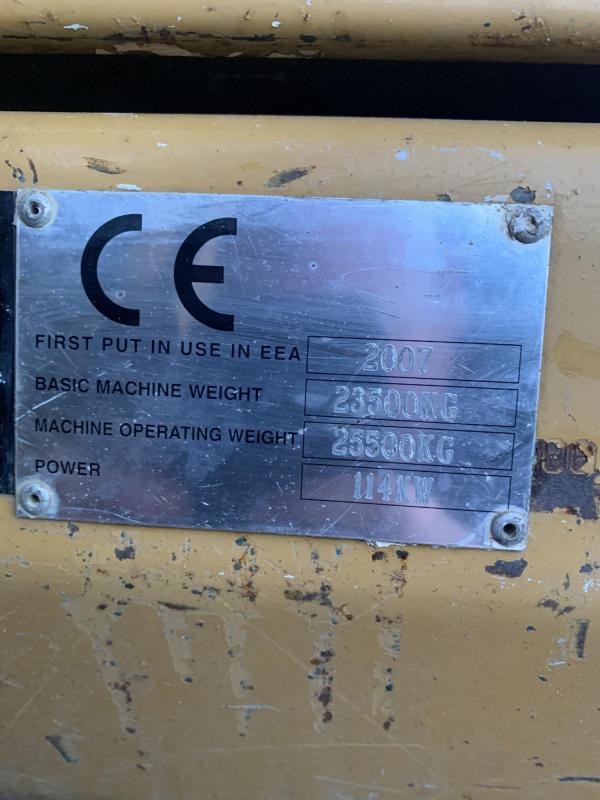 CE
FIRST PUT IN USE IN EEA 2007
BASIC MACHINE WEIGHT 23500KG
MACHINE OPERATING WEIGHT 25500KG
POWER 114KW